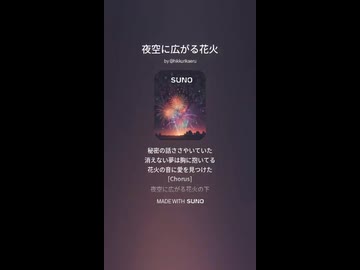 夜空に広がる花火
SUNO
秘密の話ささやいていた
消えない夢は胸に抱いてる
花火の音に愛を見つけた
[Chorus]
夜空に広がる花火の下
MADE WITH SUNO